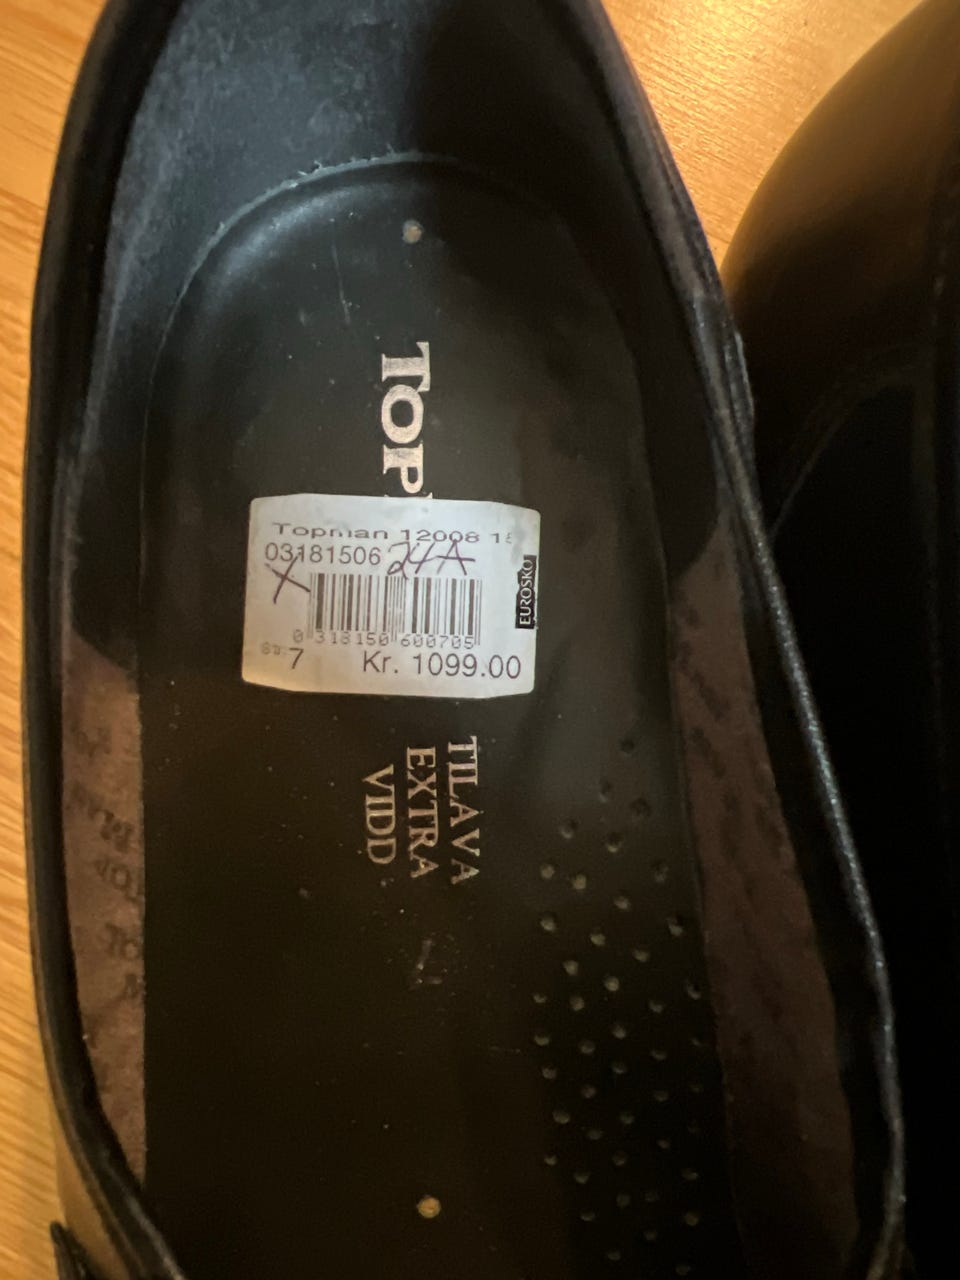 TOP
Topman 12008 15
03181506 24A
X
EUROSKO
0 318150 600705
7 Kr. 1099.00
TILAVA
EXTRA
VIDD